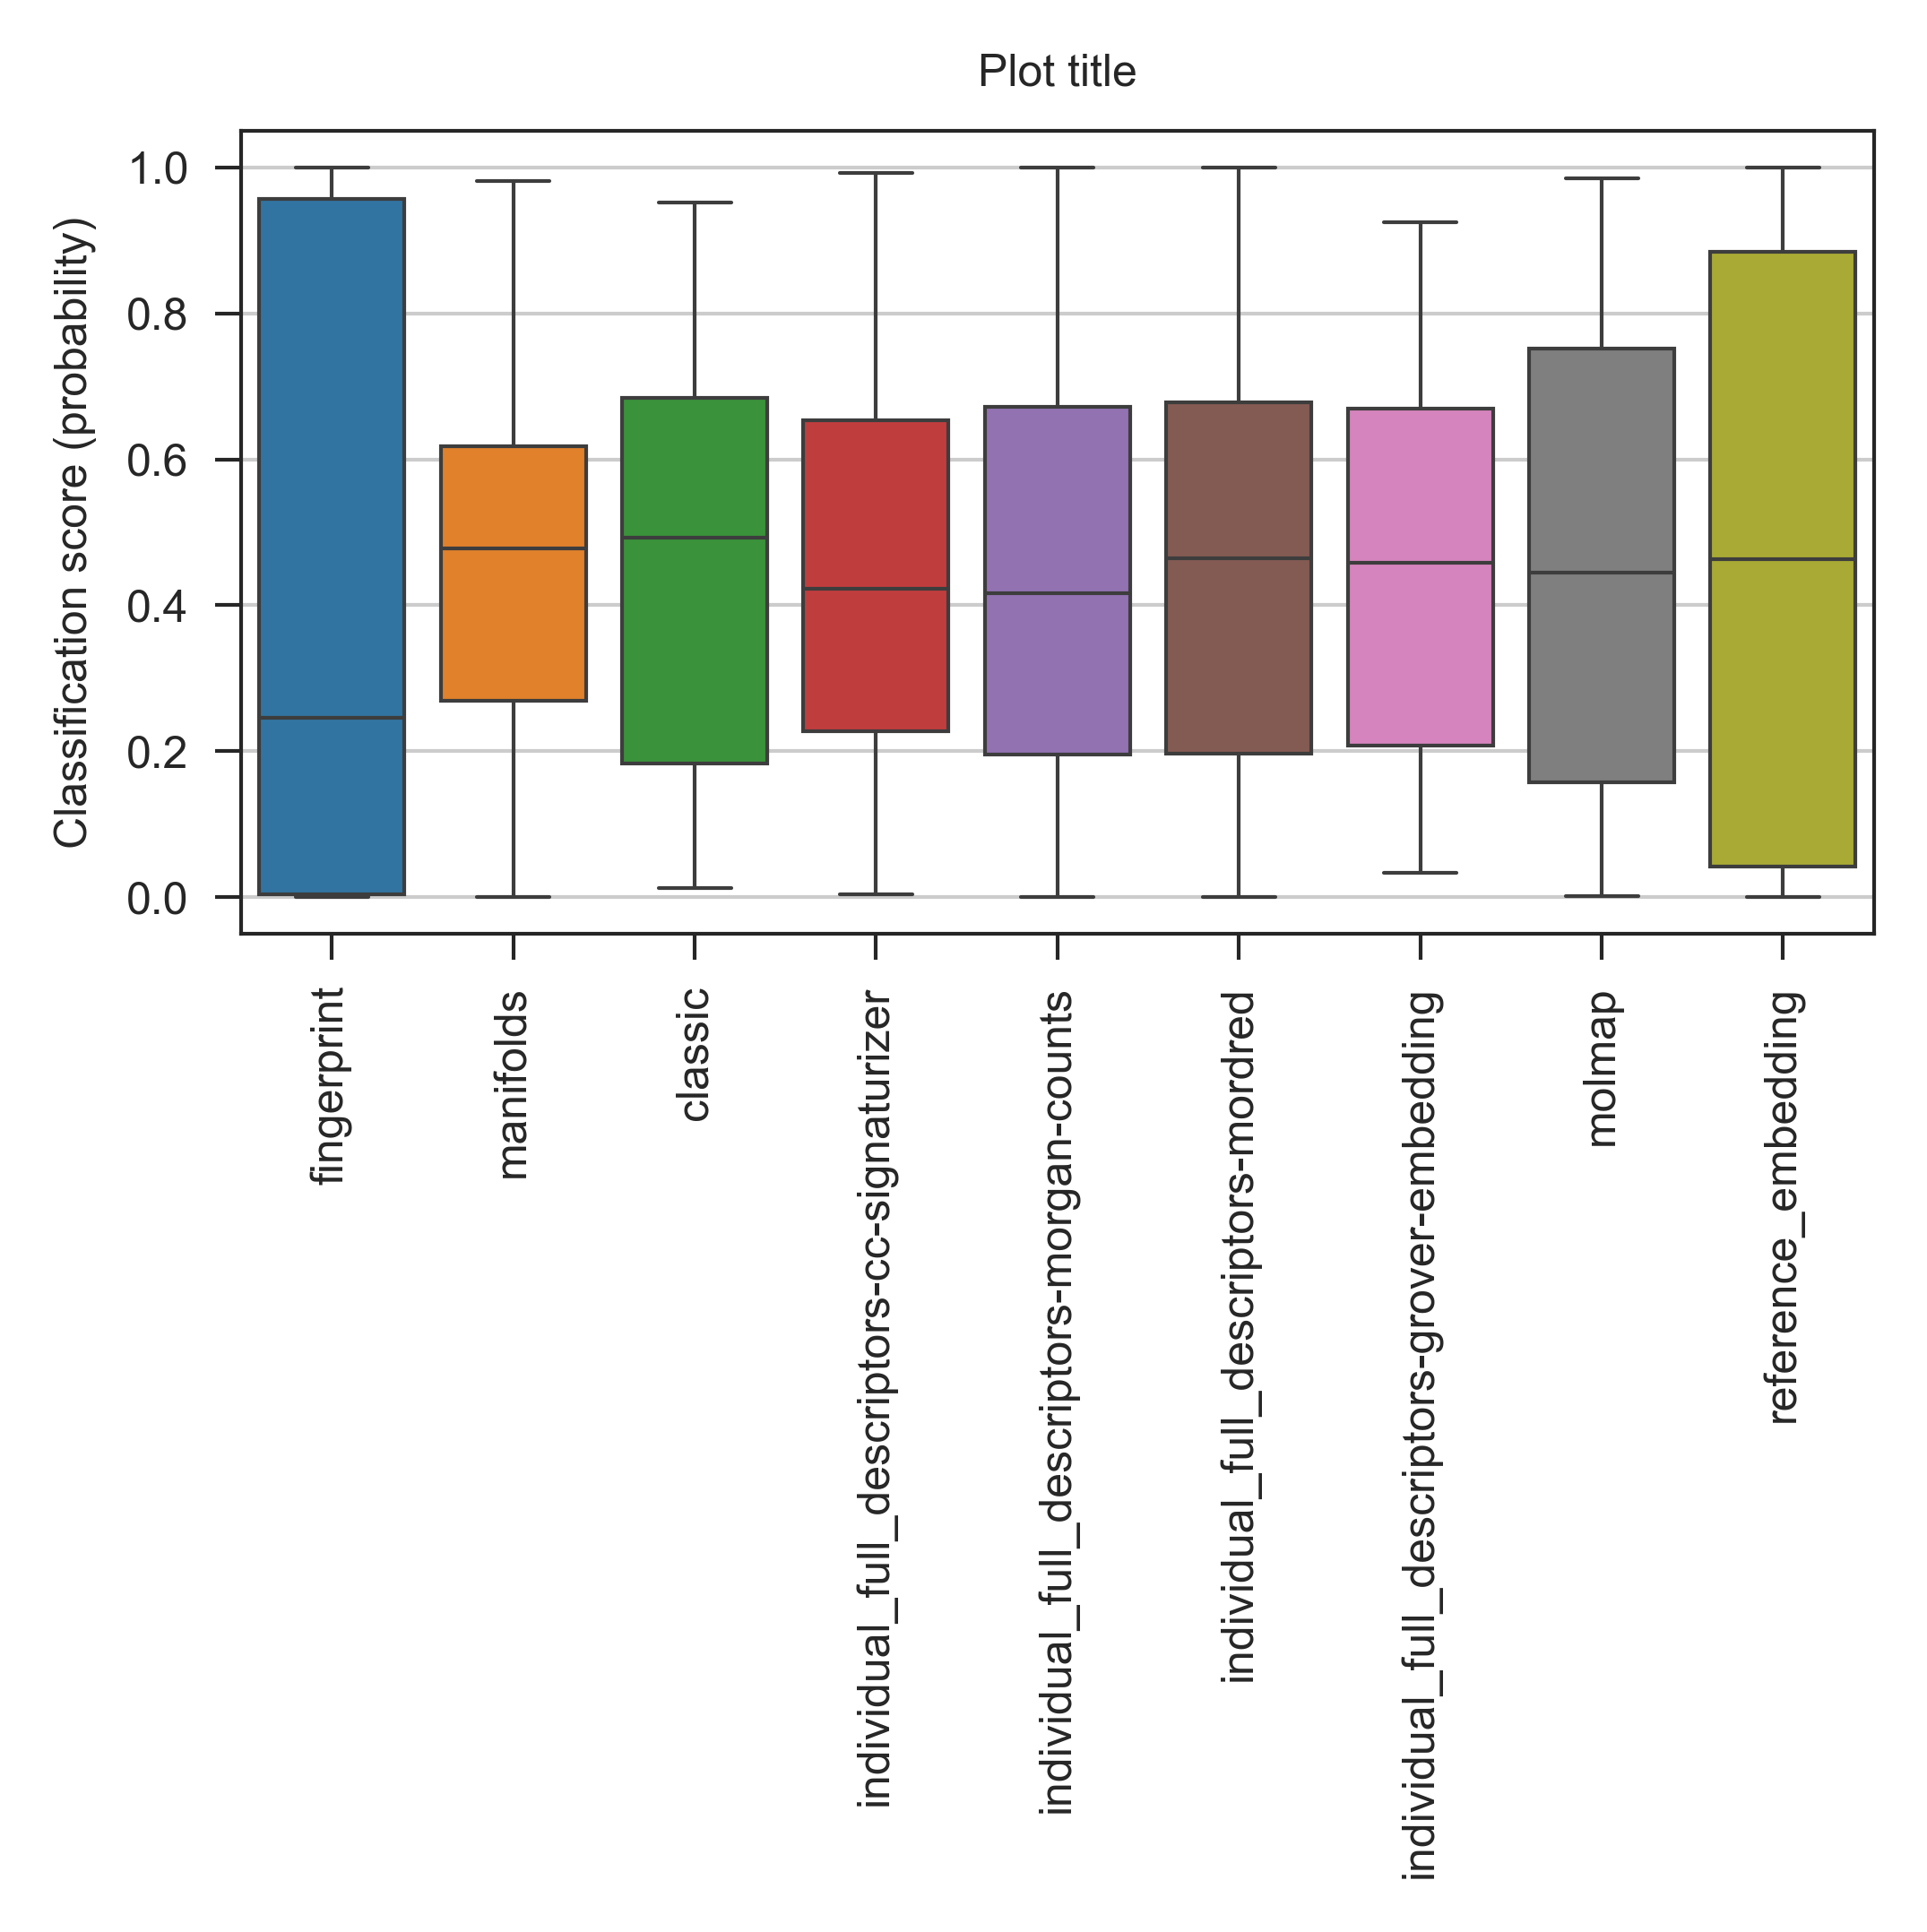 Plot title
Classification score (probability)
1.0
0.8
0.6
0.4
0.2
0.0
fingerprint
manifolds
classic
individual_full_descriptors-cc-signaturizer
individual_full_descriptors-morgan-counts
individual_full_descriptors-mordred
individual_full_descriptors-grover-embedding
molmap
reference_embedding